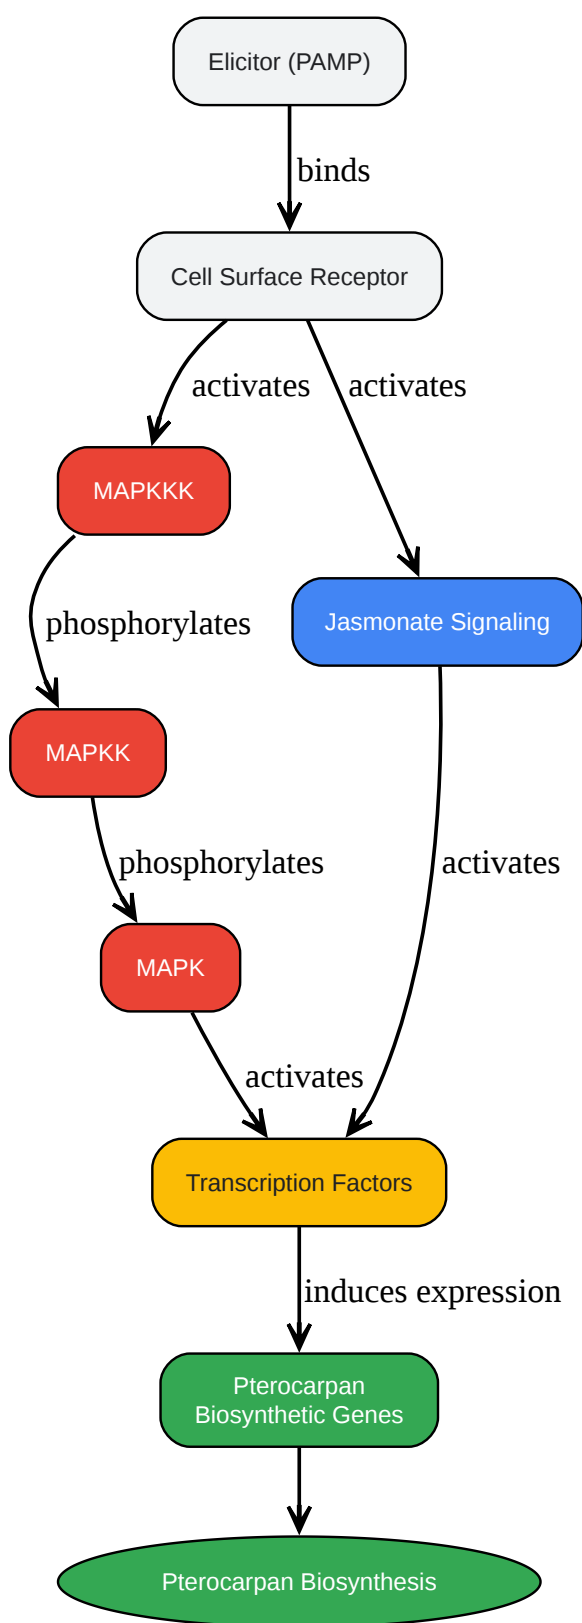 Elicitor (PAMP)
binds
Cell Surface Receptor
activates
activates
MAPKKK
phosphorylates
Jasmonate Signaling
MAPKK
phosphorylates
activates
MAPK
activates
Transcription Factors
induces expression
Pterocarpan
Biosynthetic Genes
Pterocarpan Biosynthesis